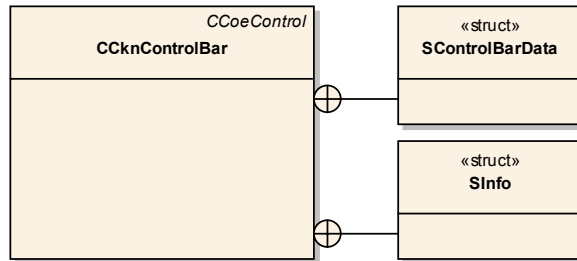 CCoeControl
CCknControlBar
«struct»
SControlBarData
«struct»
SInfo